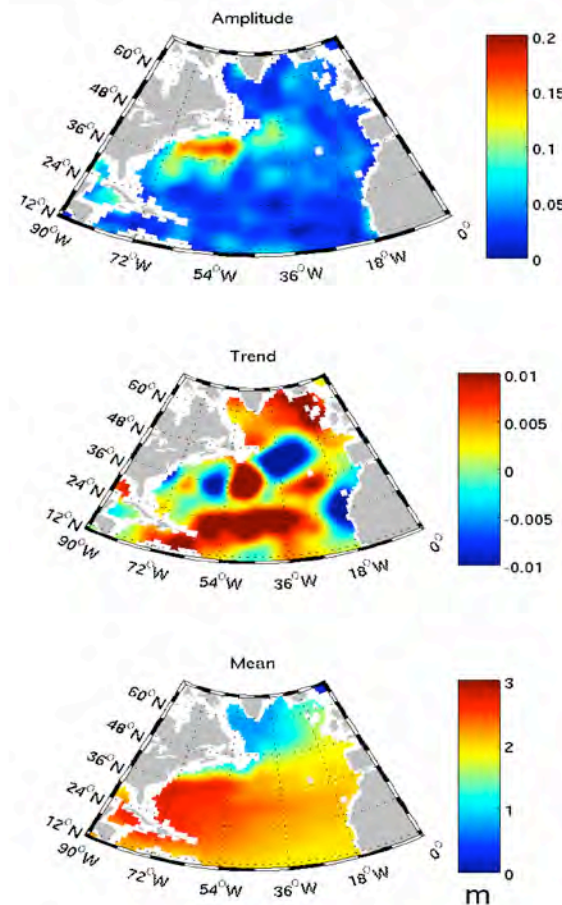 Amplitude
60°N
48°N
36°N
24°N
12°N
90°W
72°W
54°W
36°W
18°W
0°
0.2
0.15
0.1
0.05
0
Trend
60°N
48°N
36°N
24°N
12°N
90°W
72°W
54°W
36°W
18°W
0°
0.01
0.005
0
-0.005
-0.01
Mean
60°N
48°N
36°N
24°N
12°N
90°W
72°W
54°W
36°W
18°W
0°
3
2
1
0
m